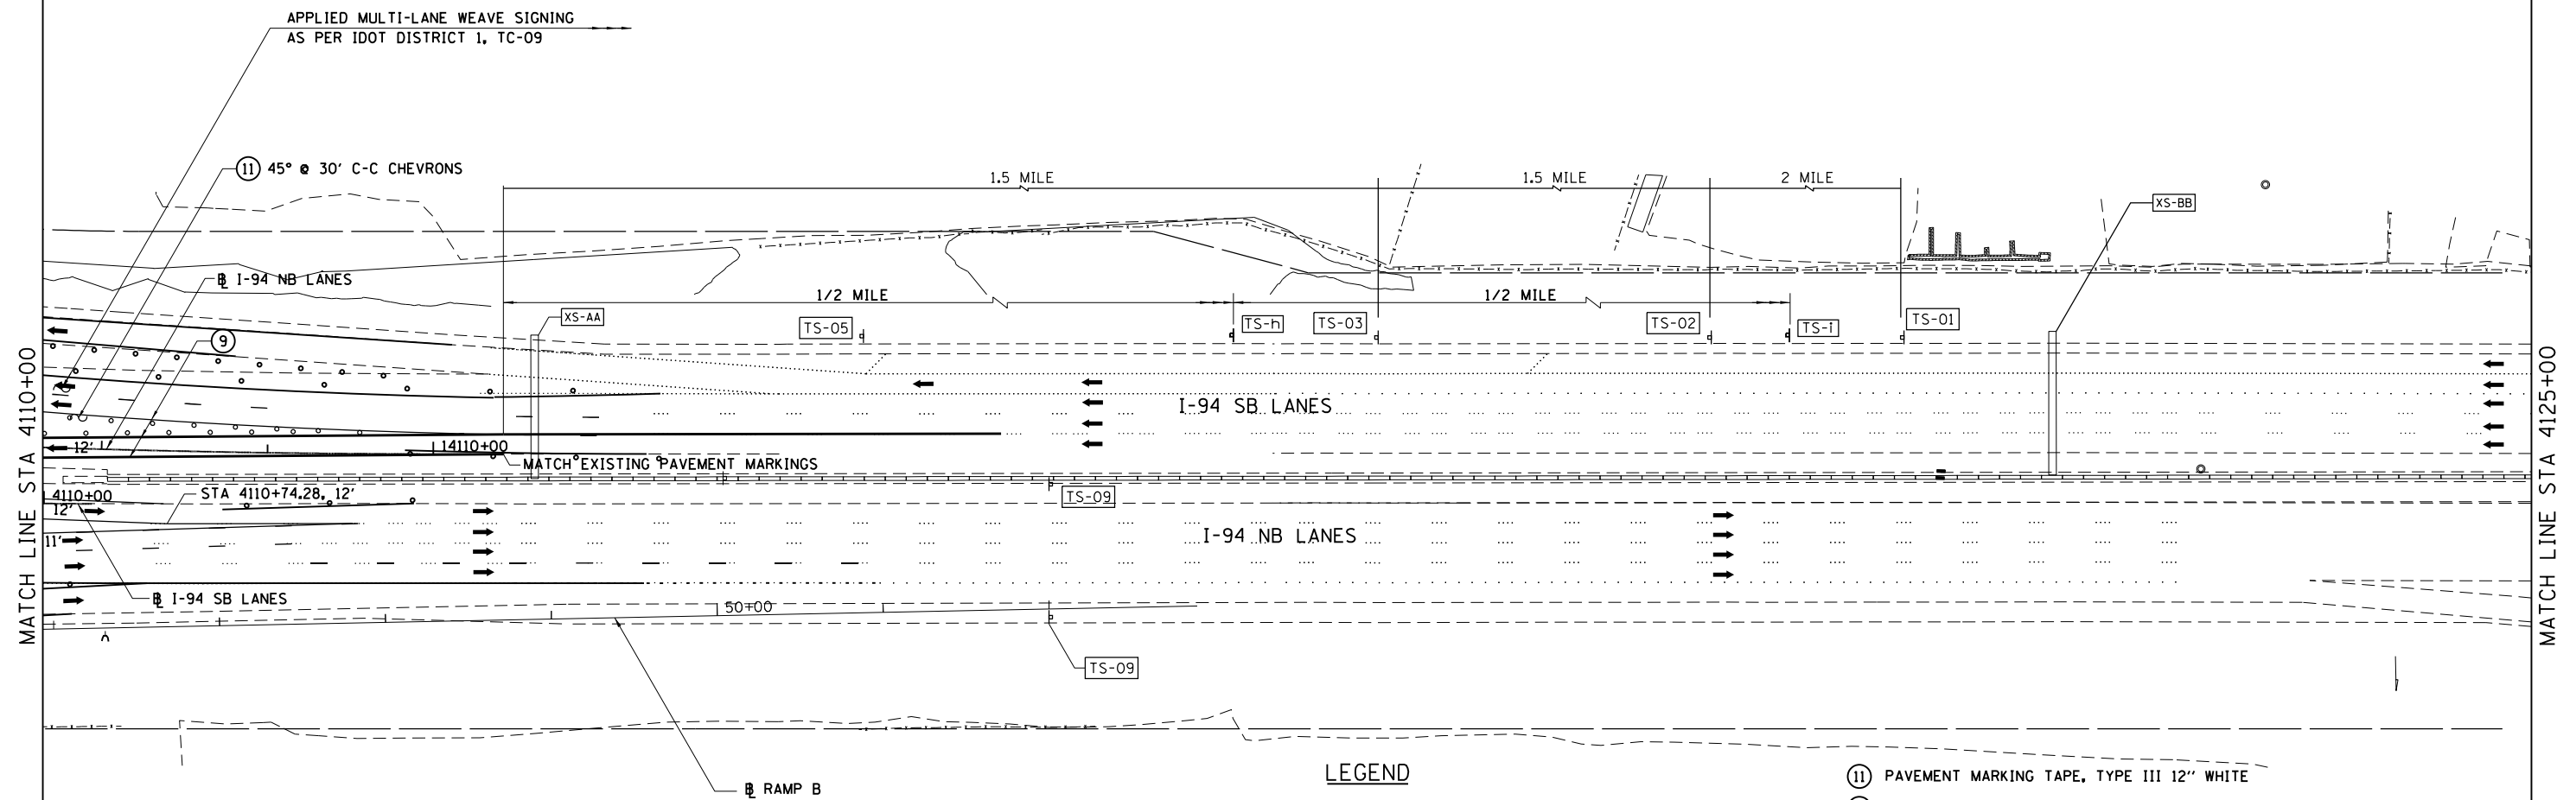 APPLIED MULTI-LANE WEAVE SIGNING
AS PER IDOT DISTRICT 1, TC-09
11 45° @ 30' C-C CHEVRONS
1.5 MILE
1.5 MILE
2 MILE
XS-BB
℄ I-94 NB LANES
1/2 MILE
1/2 MILE
XS-AA
TS-05
TS-h
TS-03
TS-02
TS-i
TS-01
9
MATCH LINE STA 4110+00
MATCH LINE STA 4125+00
I-94 SB LANES
12'
14110+00
MATCH EXISTING PAVEMENT MARKINGS
4110+00
STA 4110+74.28, 12'
12'
TS-09
11'
I-94 NB LANES
℄ I-94 SB LANES
50+00
TS-09
℄ RAMP B
LEGEND
11 PAVEMENT MARKING TAPE, TYPE III 12" WHITE